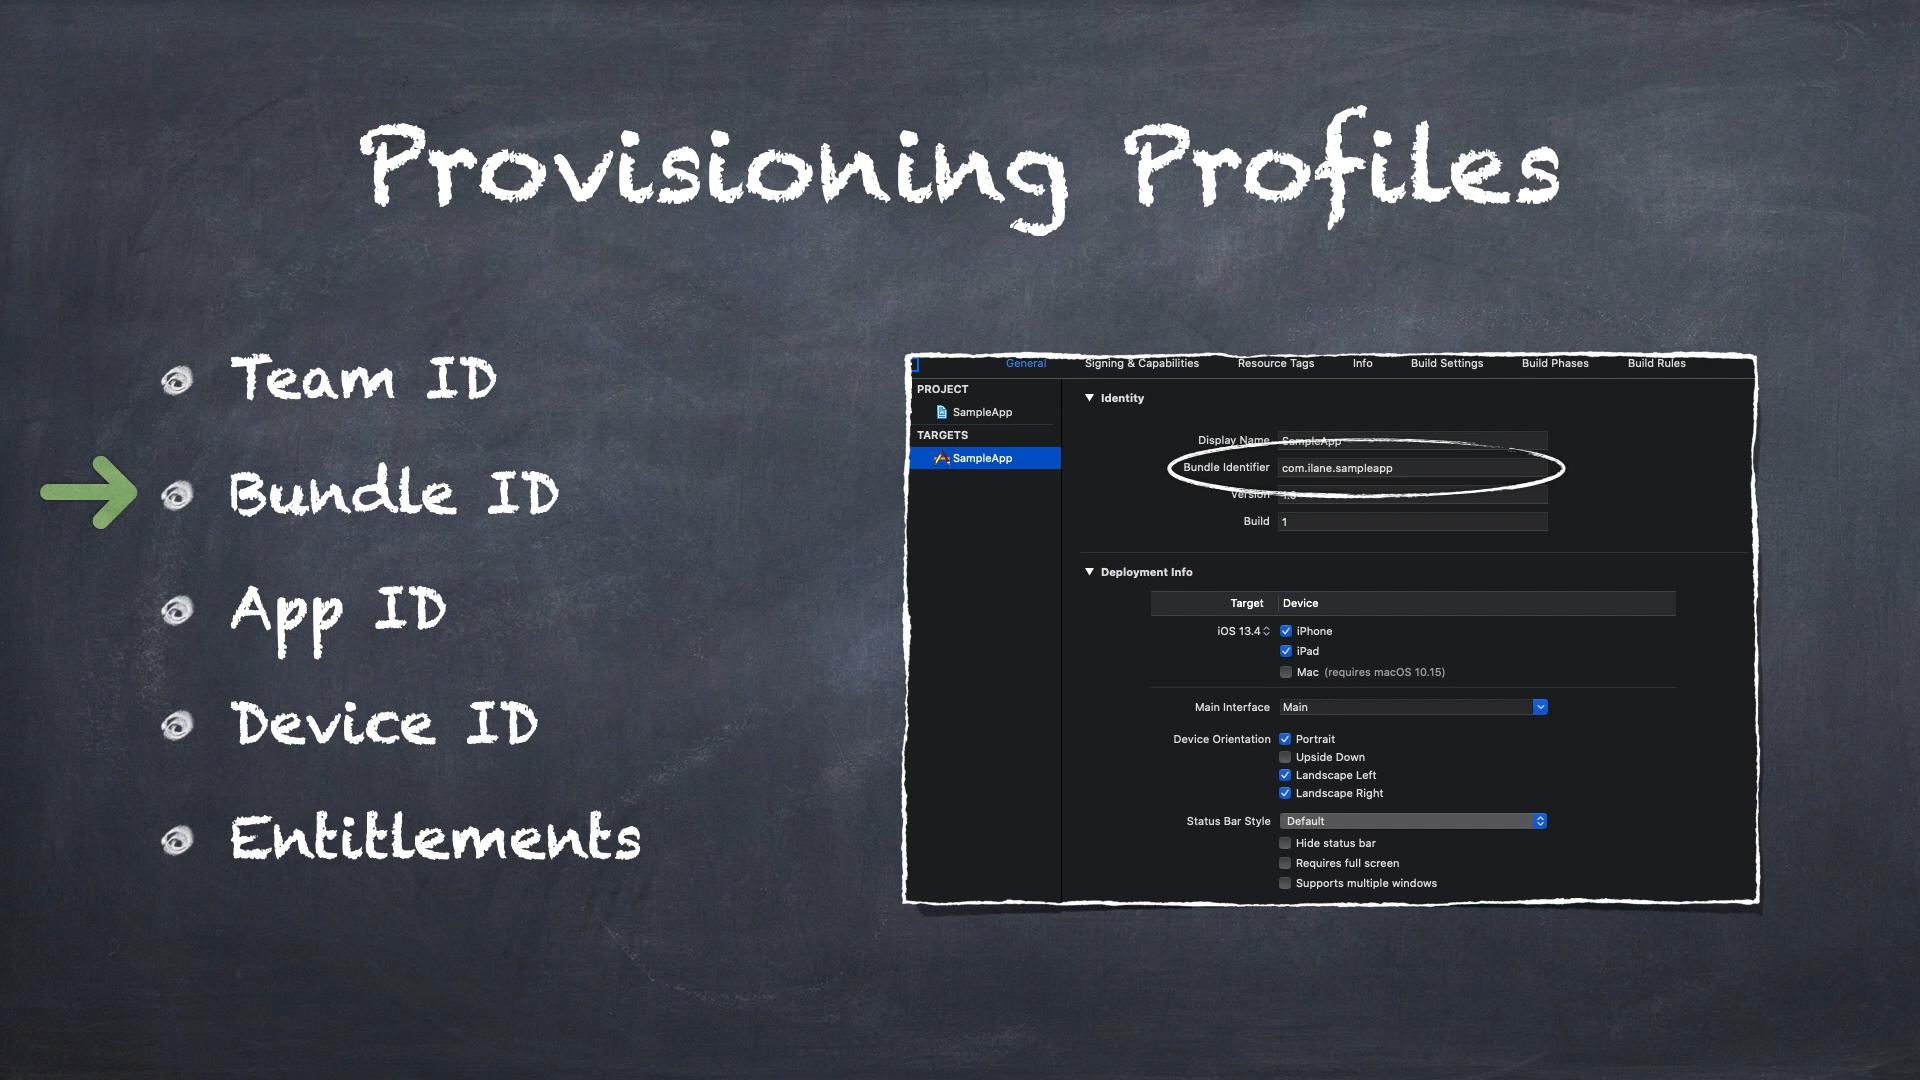 Provisioning Profiles
Team ID
Bundle ID
App ID
Device ID
Entitlements
General Signing & Capabilities Resource Tags Info Build Settings Build Phases Build Rules
PROJECT
SampleApp
TARGETS
SampleApp
Identity
Display Name SampleApp
Bundle Identifier com.ilane.sampleapp
Version
Build 1
Deployment Info
Target Device
iOS 13.4 iPhone
iPad
Mac (requires macOS 10.15)
Main Interface Main
Device Orientation Portrait
Upside Down
Landscape Left
Landscape Right
Status Bar Style Default
Hide status bar
Requires full screen
Supports multiple windows